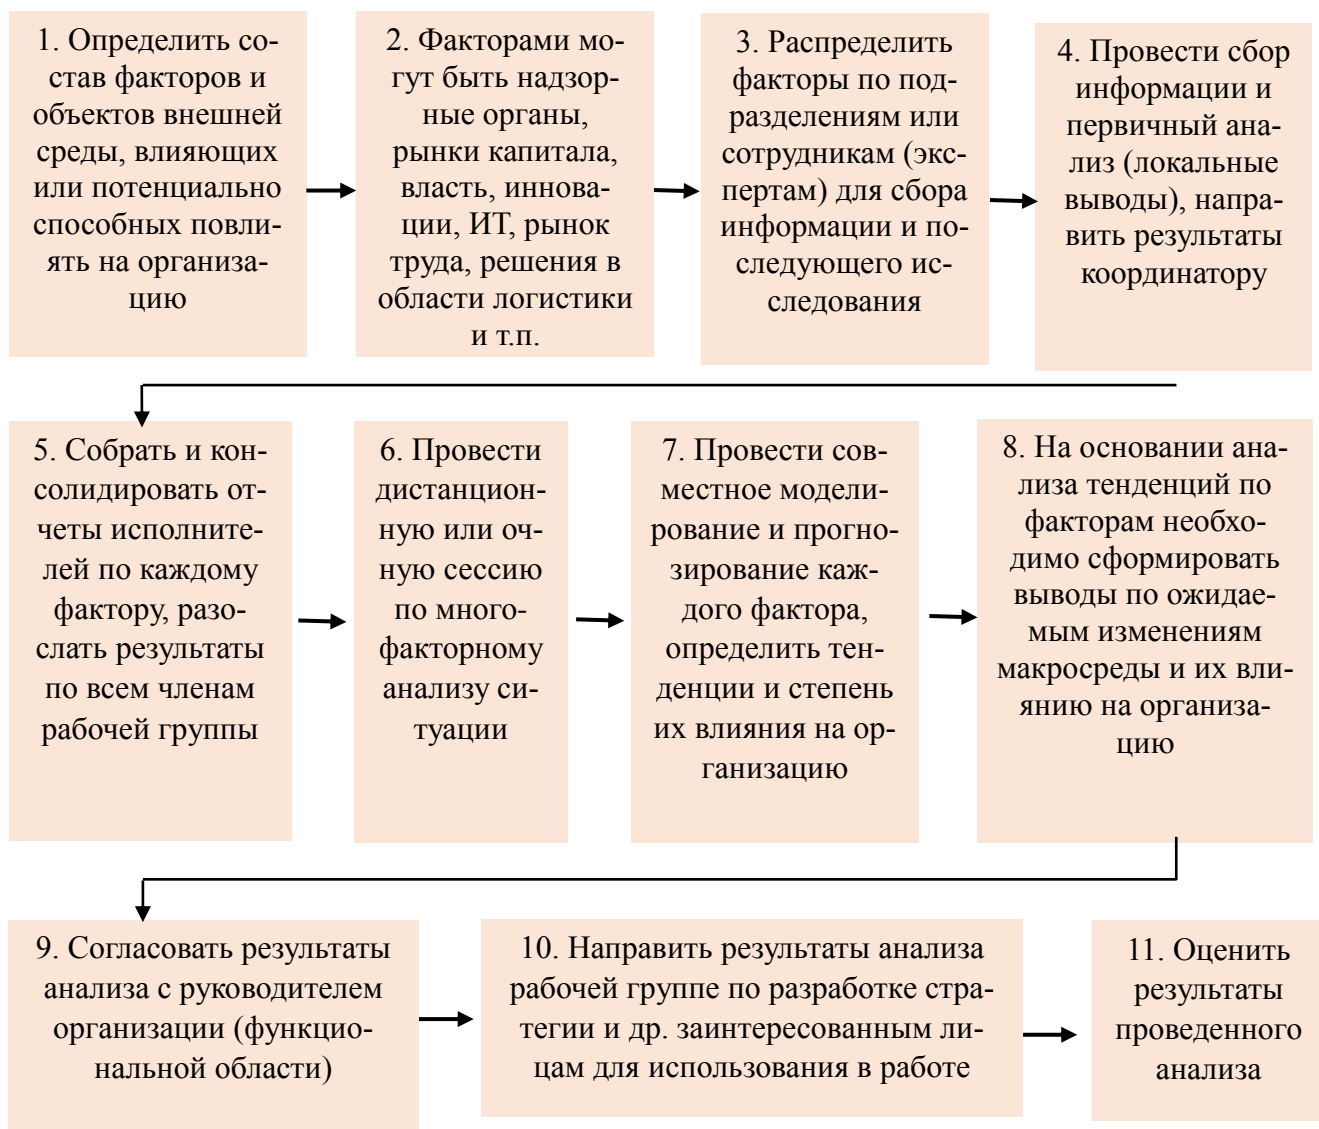 1. Определить со-
став факторов и
объектов внешней
среды, влияющих
или потенциально
способных повли-
ять на организа-
цию
2. Факторами мо-
гут быть надзор-
ные органы,
рынки капитала,
власть, иннова-
ции, ИТ, рынок
труда, решения в
области логистики
и т.п.
3. Распределить
факторы по под-
разделениям или
сотрудникам (экс-
пертам) для сбора
информации и по-
следующего ис-
следования
4. Провести сбор
информации и
первичный ана-
лиз (локальные
выводы), напра-
вить результаты
координатору
5. Собрать и кон-
солидировать от-
четы исполните-
лей по каждому
фактору, разо-
слать результаты
по всем членам
рабочей группы
6. Провести
дистанцион-
ную или оч-
ную сессию
по много-
факторному
анализу си-
туации
7. Провести сов-
местное модели-
рование и прогно-
зирование каж-
дого фактора,
определить тен-
денции и степень
их влияния на ор-
ганизацию
8. На основании ана-
лиза тенденций по
факторам необхо-
димо сформировать
выводы по ожидае-
мым изменениям
макросреды и их вли-
янию на организа-
цию
9. Согласовать результаты
анализа с руководителем
организации (функцио-
нальной области)
10. Направить результаты анализа
рабочей группе по разработке стра-
тегии и др. заинтересованным ли-
цам для использования в работе
11. Оценить
результаты
проведенного
анализа